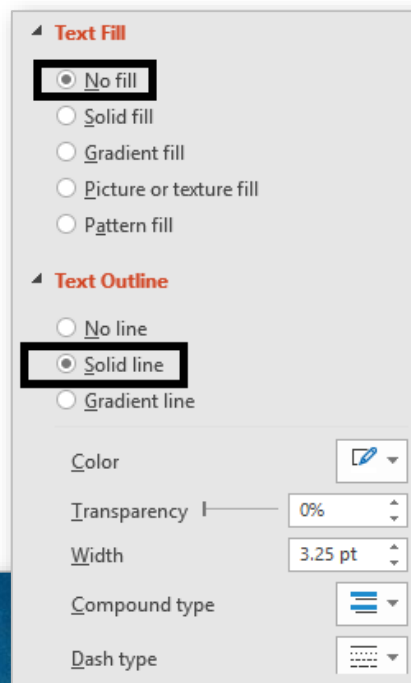 Text Fill
No fill
Solid fill
Gradient fill
Picture or texture fill
Pattern fill
Text Outline
No line
Solid line
Gradient line
Color
Transparency 0%
Width 3.25 pt
Compound type
Dash type